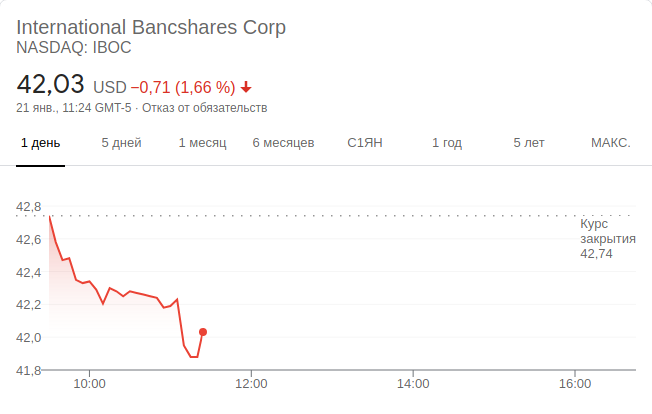 International Bancshares Corp
NASDAQ: IBOC
42,03 USD −0,71 (1,66 %)
21 янв., 11:24 GMT-5 · Отказ от обязательств
1 день 5 дней 1 месяц 6 месяцев С1ЯН 1 год 5 лет МАКС.
42,8
Курс
закрытия
42,74
42,6
42,4
42,2
42,0
41,8
10:00 12:00 14:00 16:00